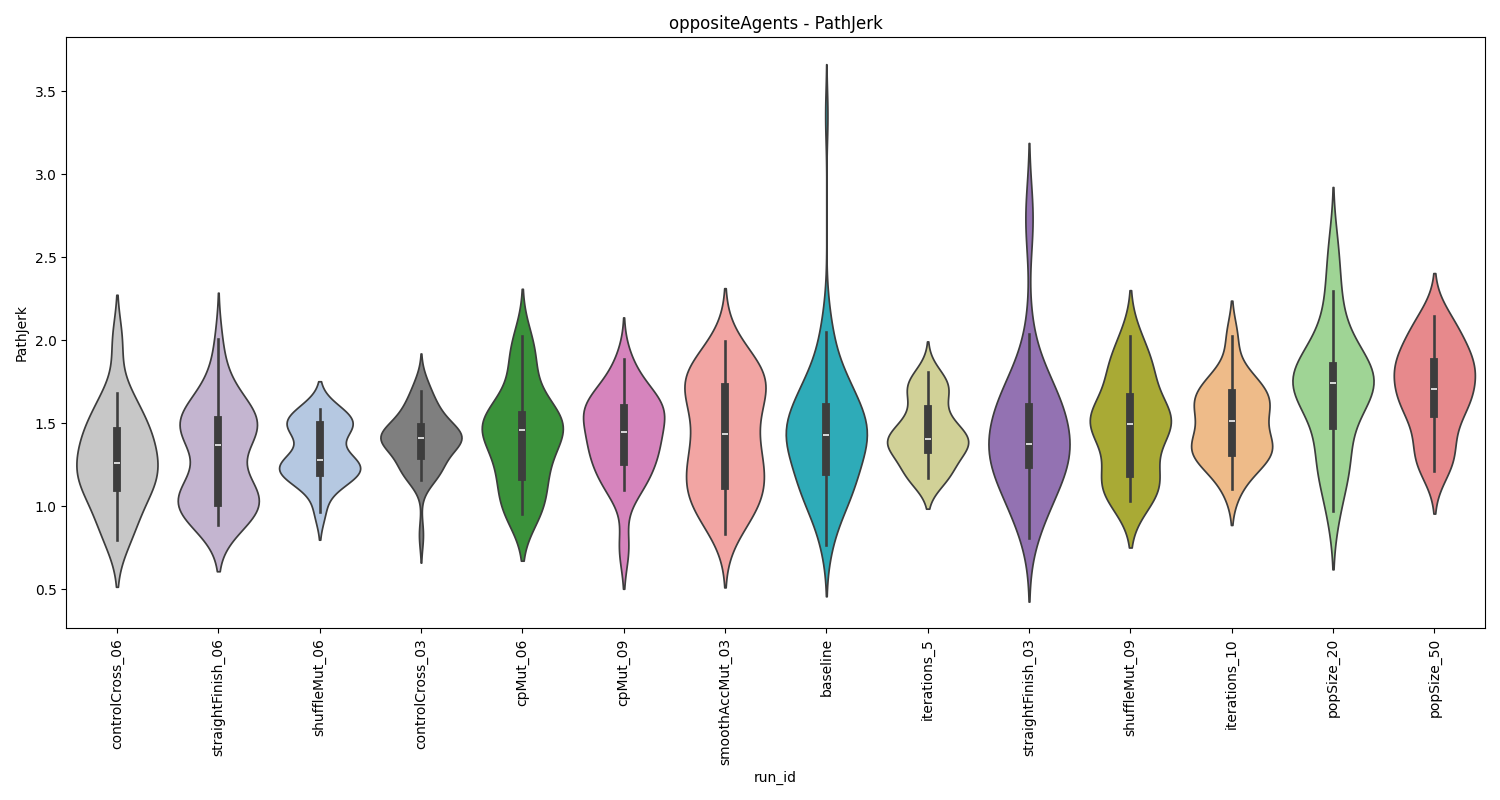 oppositeAgents - PathJerk
PathJerk
3.5
3.0
2.5
2.0
1.5
1.0
0.5
controlCross_06
straightFinish_06
shuffleMut_06
controlCross_03
cpMut_06
cpMut_09
smoothAccMut_03
baseline
iterations_5
straightFinish_03
shuffleMut_09
iterations_10
popSize_20
popSize_50
run_id